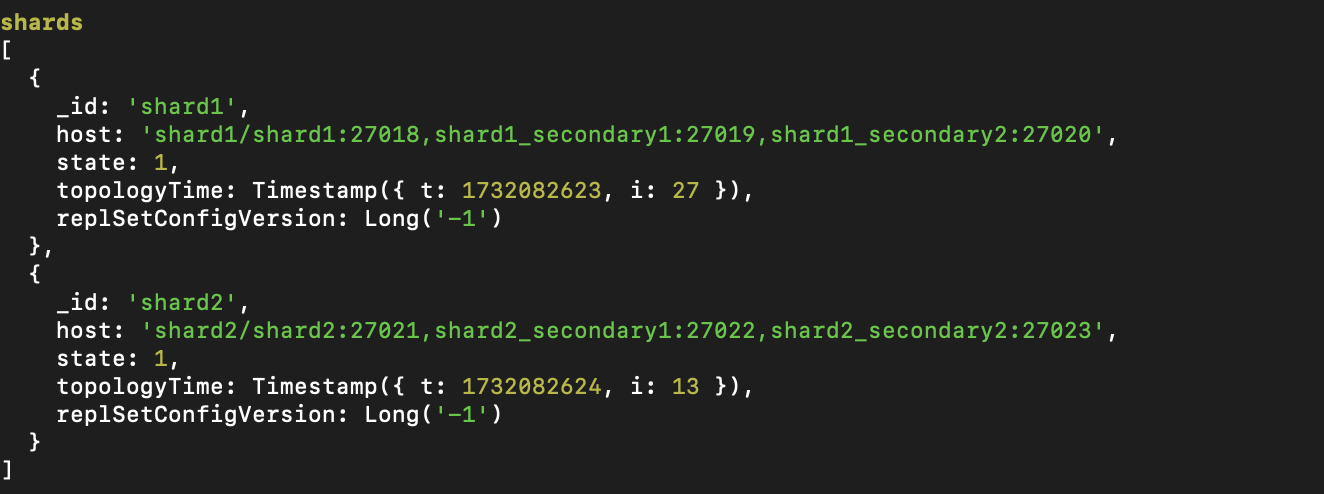 shards
[
  {
    _id: 'shard1',
    host: 'shard1/shard1:27018,shard1_secondary1:27019,shard1_secondary2:27020',
    state: 1,
    topologyTime: Timestamp({ t: 1732082623, i: 27 }),
    replSetConfigVersion: Long('-1')
  },
  {
    _id: 'shard2',
    host: 'shard2/shard2:27021,shard2_secondary1:27022,shard2_secondary2:27023',
    state: 1,
    topologyTime: Timestamp({ t: 1732082624, i: 13 }),
    replSetConfigVersion: Long('-1')
  }
]